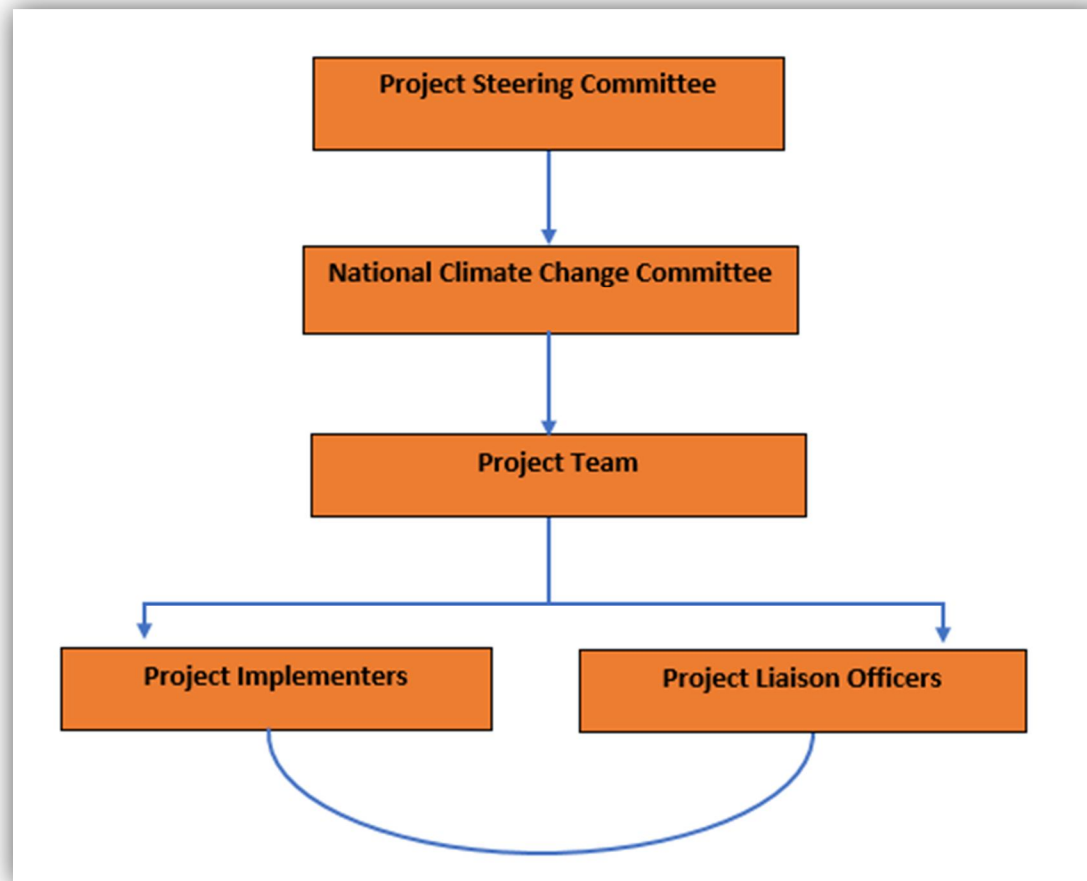 Project Steering Committee
National Climate Change Committee
Project Team
Project Implementers
Project Liaison Officers